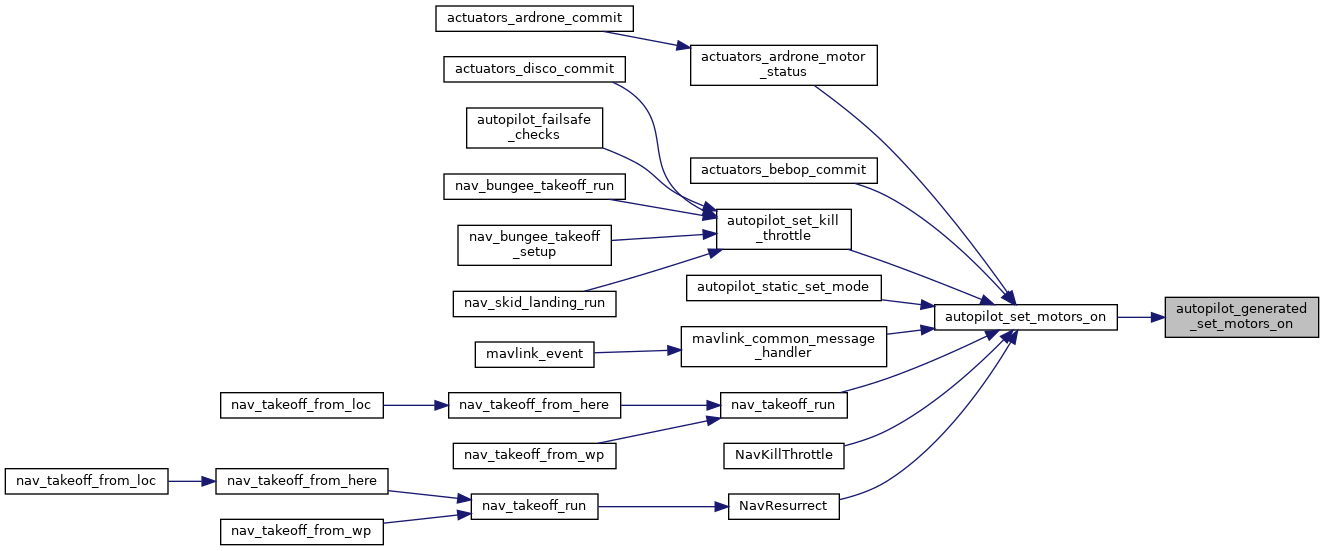 actuators_ardrone_commit
actuators_ardrone_motor
_status
actuators_disco_commit
autopilot_failsafe
_checks
actuators_bebop_commit
nav_bungee_takeoff_run
autopilot_set_kill
_throttle
nav_bungee_takeoff
_setup
autopilot_static_set_mode
nav_skid_landing_run
autopilot_set_motors_on
autopilot_generated
_set_motors_on
mavlink_common_message
_handler
mavlink_event
nav_takeoff_from_loc
nav_takeoff_from_here
nav_takeoff_run
nav_takeoff_from_wp
NavKillThrottle
nav_takeoff_from_loc
nav_takeoff_from_here
nav_takeoff_run
NavResurrect
nav_takeoff_from_wp